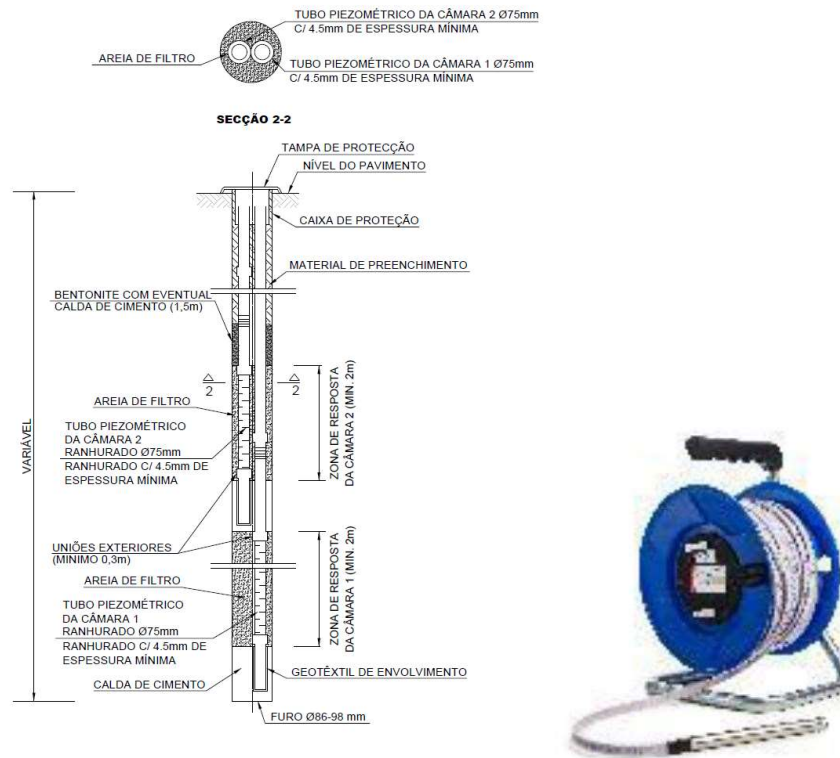 TUBO PIEZOMÉTRICO DA CÂMARA 2 Ø75mm
C/ 4.5mm DE ESPESSURA MÍNIMA
AREIA DE FILTRO
TUBO PIEZOMÉTRICO DA CÂMARA 1 Ø75mm
C/ 4.5mm DE ESPESSURA MÍNIMA
SECÇÃO 2-2
TAMPA DE PROTECÇÃO
NÍVEL DO PAVIMENTO
CAIXA DE PROTEÇÃO
MATERIAL DE PREENCHIMENTO
BENTONITE COM EVENTUAL
CALDA DE CIMENTO (1,5m)
2
2
AREIA DE FILTRO
TUBO PIEZOMÉTRICO
DA CÂMARA 2
RANHURADO Ø75mm
RANHURADO C/ 4.5mm DE
ESPESSURA MÍNIMA
ZONA DE RESPOSTA
DA CÂMARA 2 (MIN. 2m)
VARIÁVEL
UNIÕES EXTERIORES
(MINIMO 0,3m)
AREIA DE FILTRO
TUBO PIEZOMÉTRICO
DA CÂMARA 1
RANHURADO Ø75mm
RANHURADO C/ 4.5mm DE
ESPESSURA MÍNIMA
ZONA DE RESPOSTA
DA CÂMARA 1 (MIN. 2m)
CALDA DE CIMENTO
GEOTÊXTIL DE ENVOLVIMENTO
FURO Ø86-98 mm